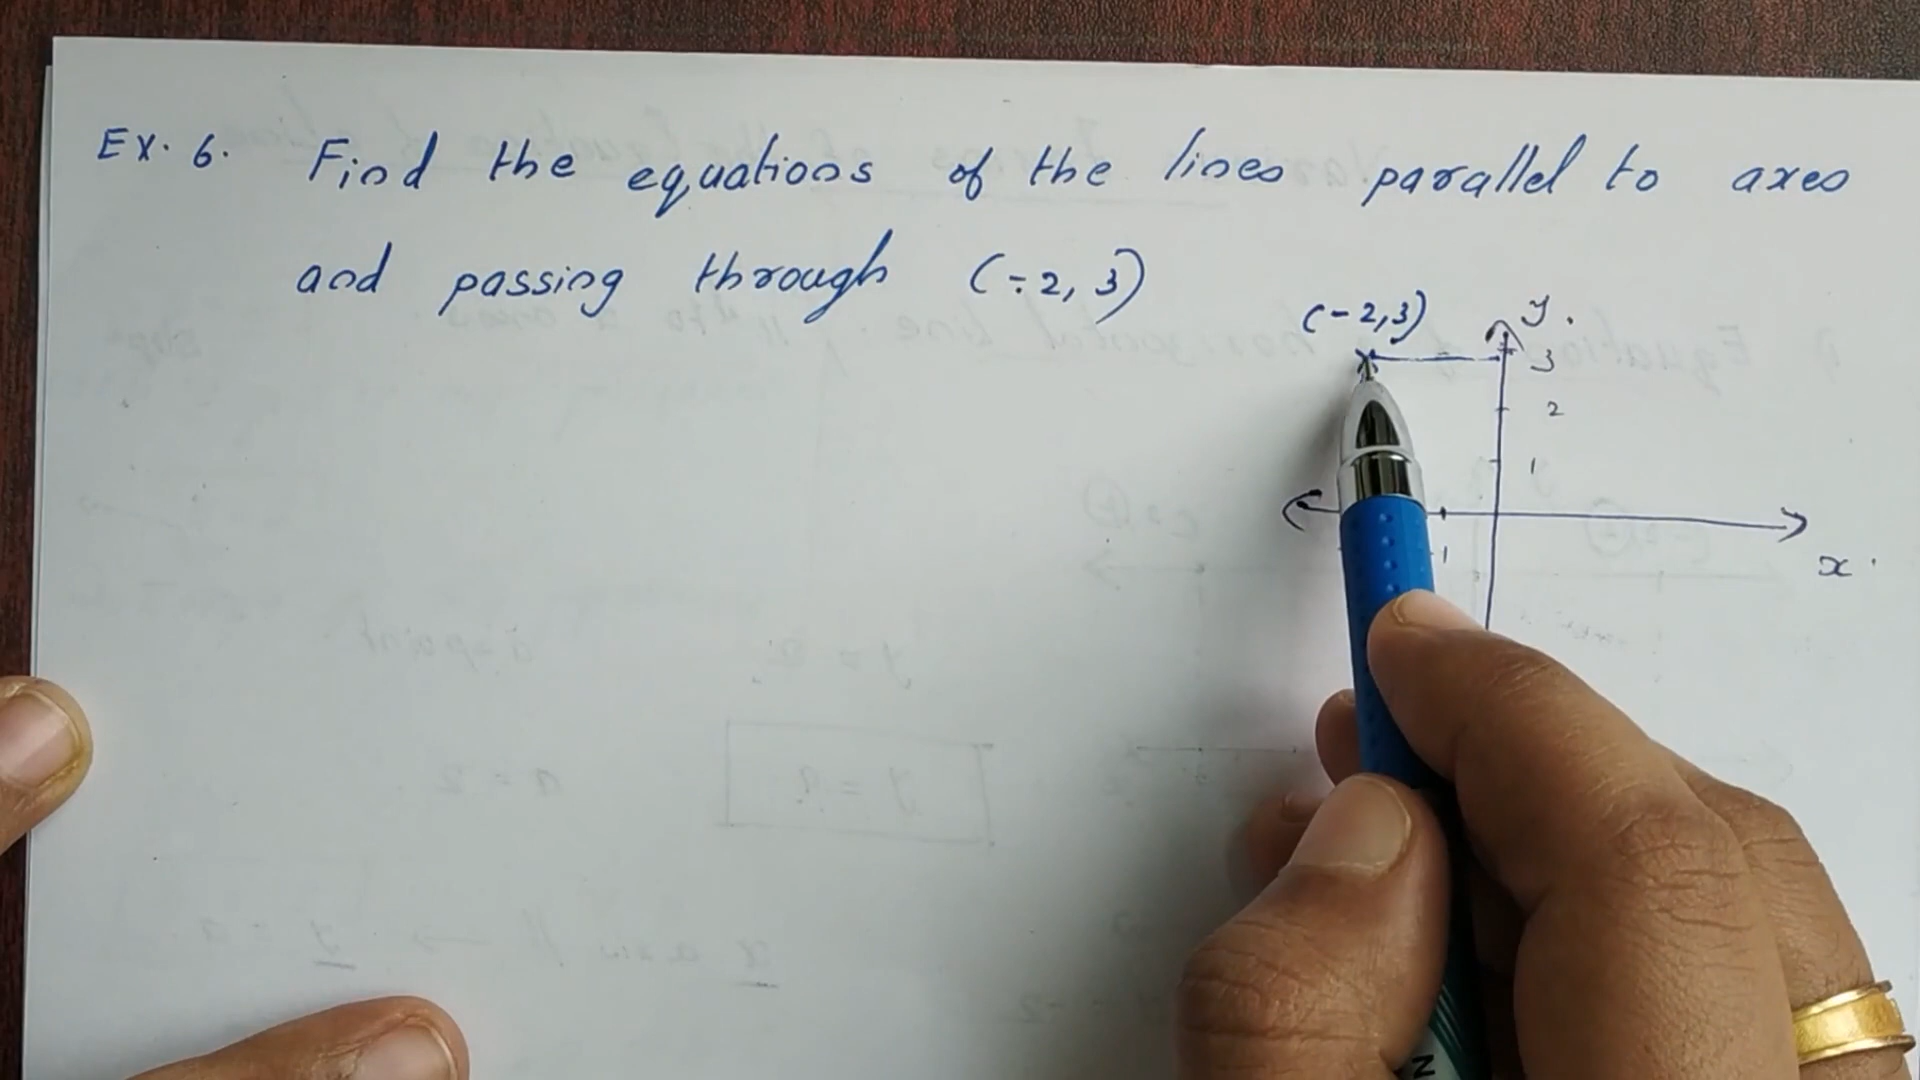 Ex. 6. Find the equations of the lines parallel to axes
and passing through (-2, 3)
(-2,3)
y
3
2
1
-1
x
N